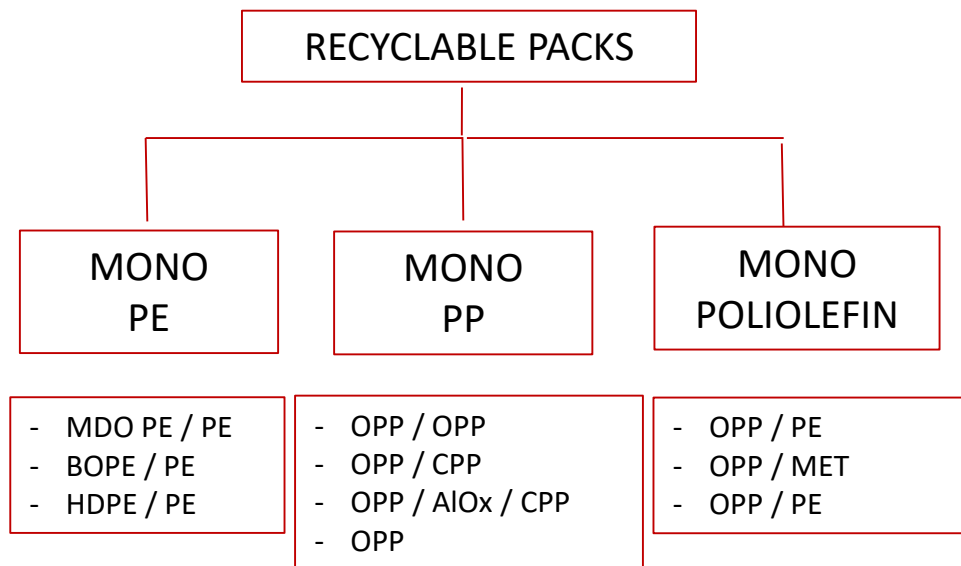 RECYCLABLE PACKS
MONO
PE
MONO
PP
MONO
POLIOLEFIN
- MDO PE / PE
- BOPE / PE
- HDPE / PE
- OPP / OPP
- OPP / CPP
- OPP / AlOx / CPP
- OPP
- OPP / PE
- OPP / MET
- OPP / PE